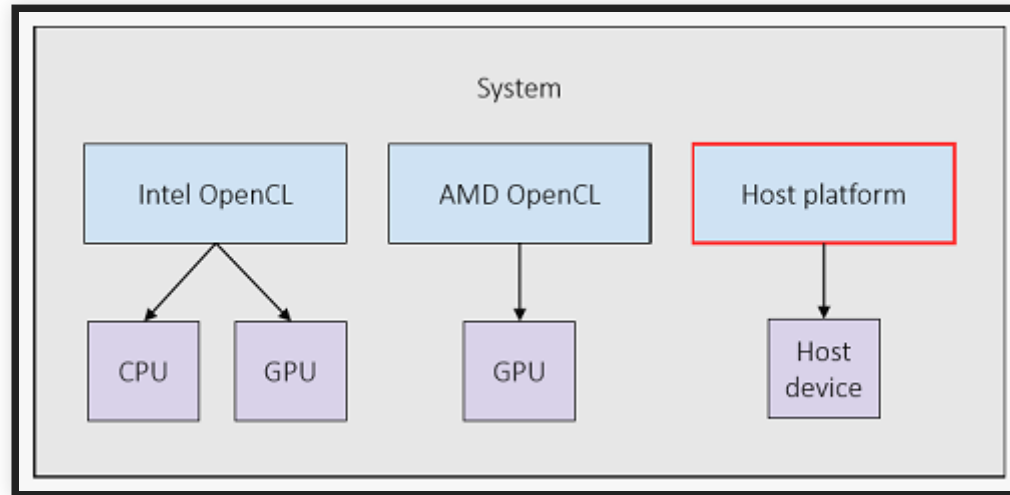 System
Intel OpenCL
AMD OpenCL
Host platform
CPU
GPU
GPU
Host
device